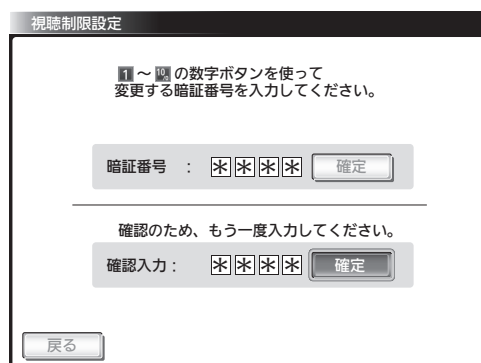 視聴制限設定
1～10の数字ボタンを使って
変更する暗証番号を入力してください。
暗証番号 : ＊＊＊＊ 確定
確認のため、もう一度入力してください。
確認入力: ＊＊＊＊ 確定
戻る